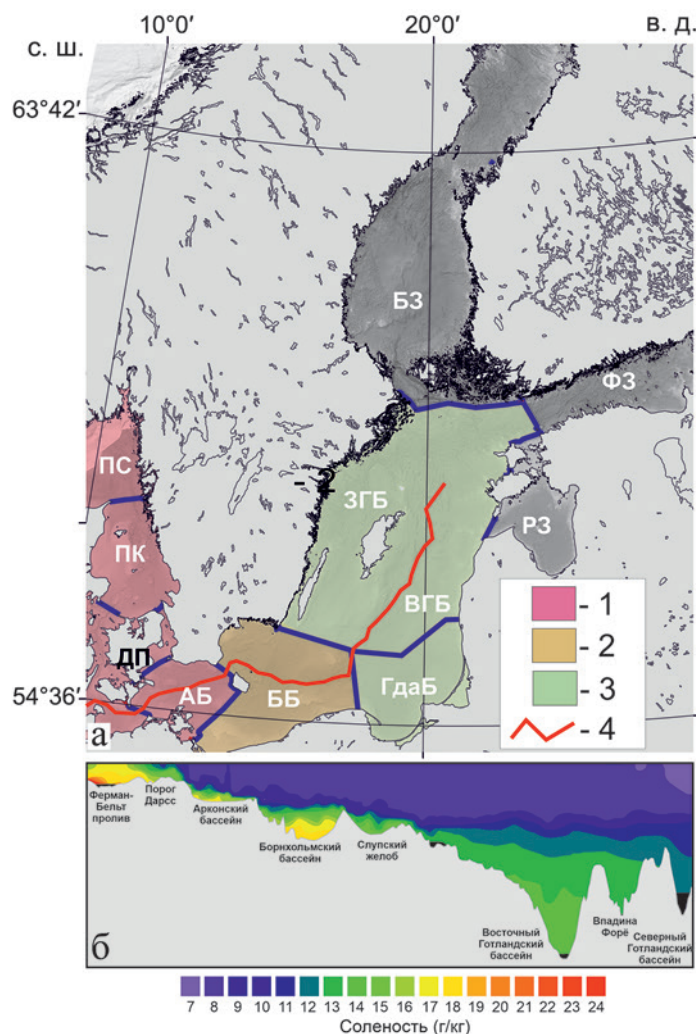 10°0′ 20°0′ в. д.
с. ш.
63°42′
БЗ
ФЗ
ПС
- 2
ЗГБ
РЗ
ПК
ВГБ
- 1
ДП
- 2
ГдаБ
- 3
АБ
ББ
54°36′
- 4
а
Ферман-
Бельт
пролив
Порог
Дарсс
Арконский
бассейн
Борнхольмский
бассейн
Слупский
желоб
Восточный
Готландский
бассейн
Впадина
Форё
Северный
Готландский
бассейн
б
7 8 9 10 11 12 13 14 15 16 17 18 19 20 21 22 23 24
Соленость (г/кг)